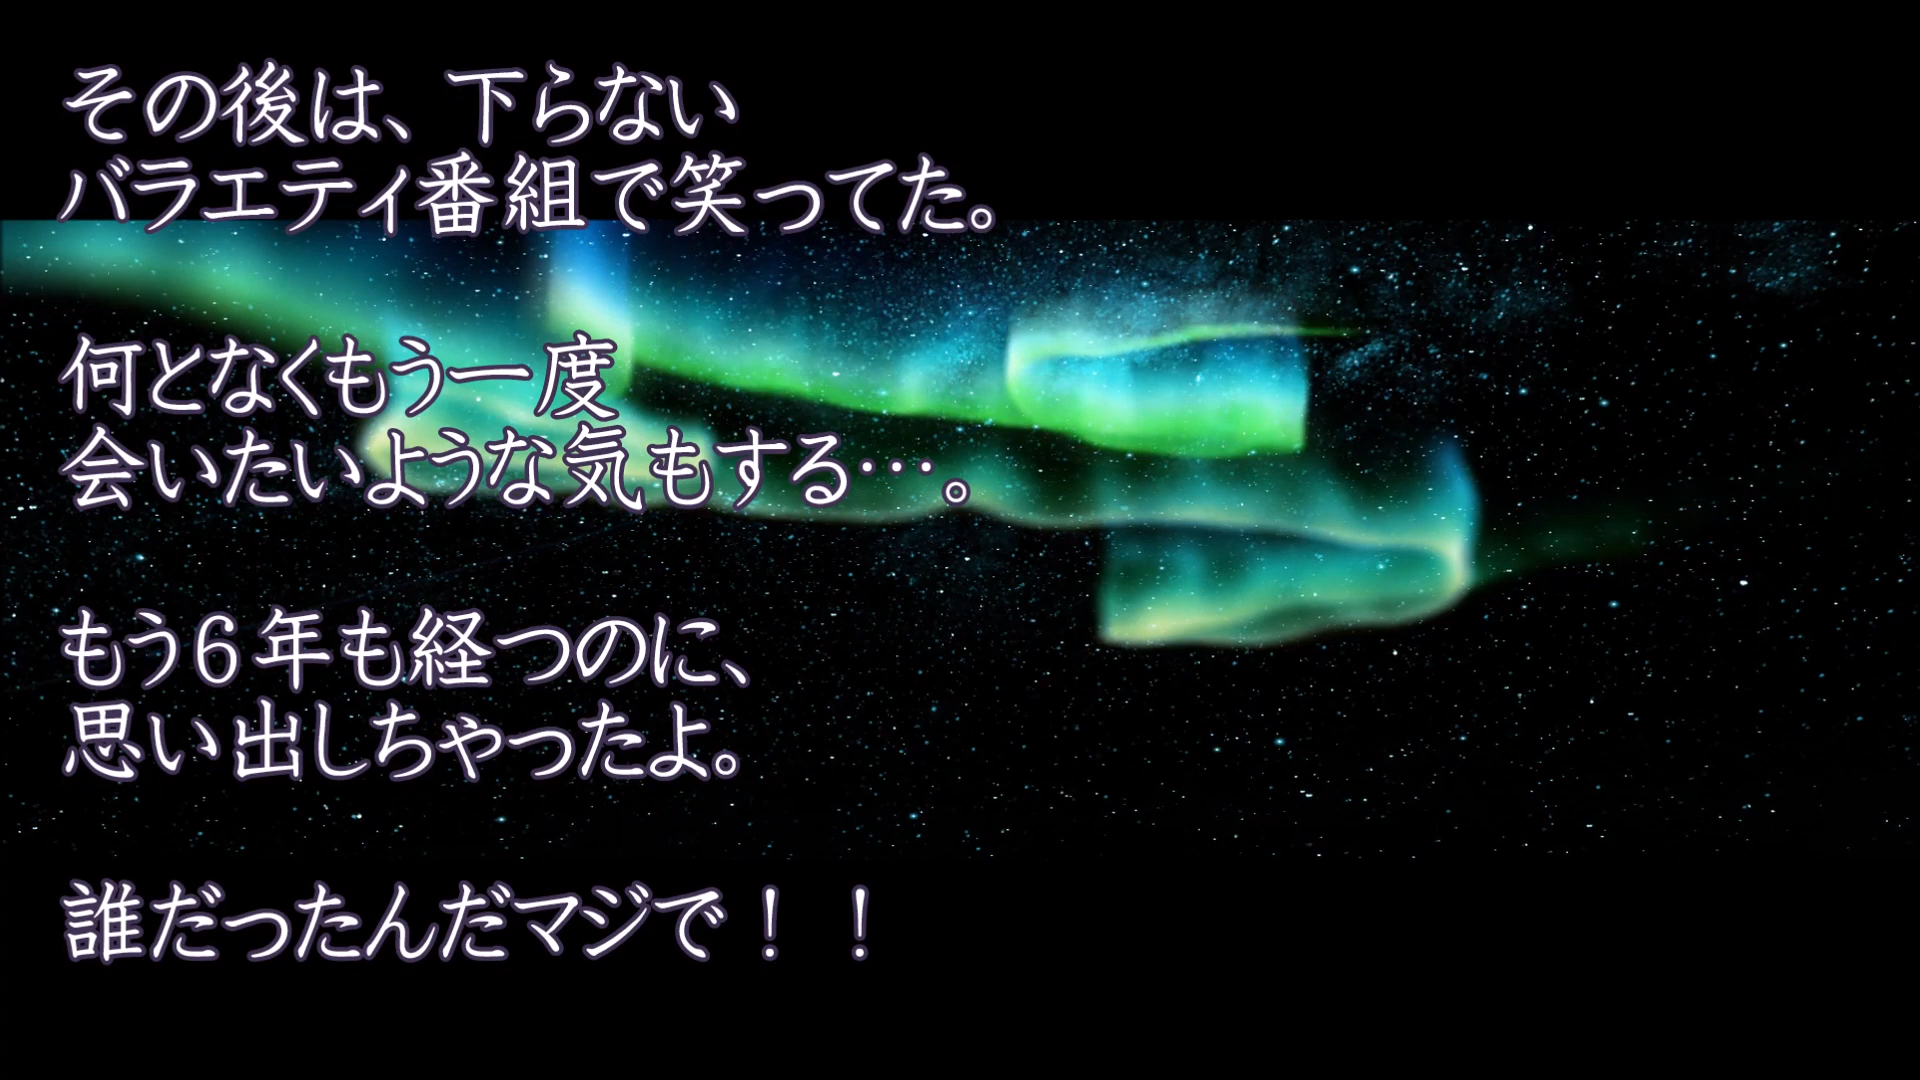 その後は、下らない
バラエティ番組で笑ってた。
何となくもう一度
会いたいような気もする…。
もう６年も経つのに、
思い出しちゃったよ。
誰だったんだマジで！！